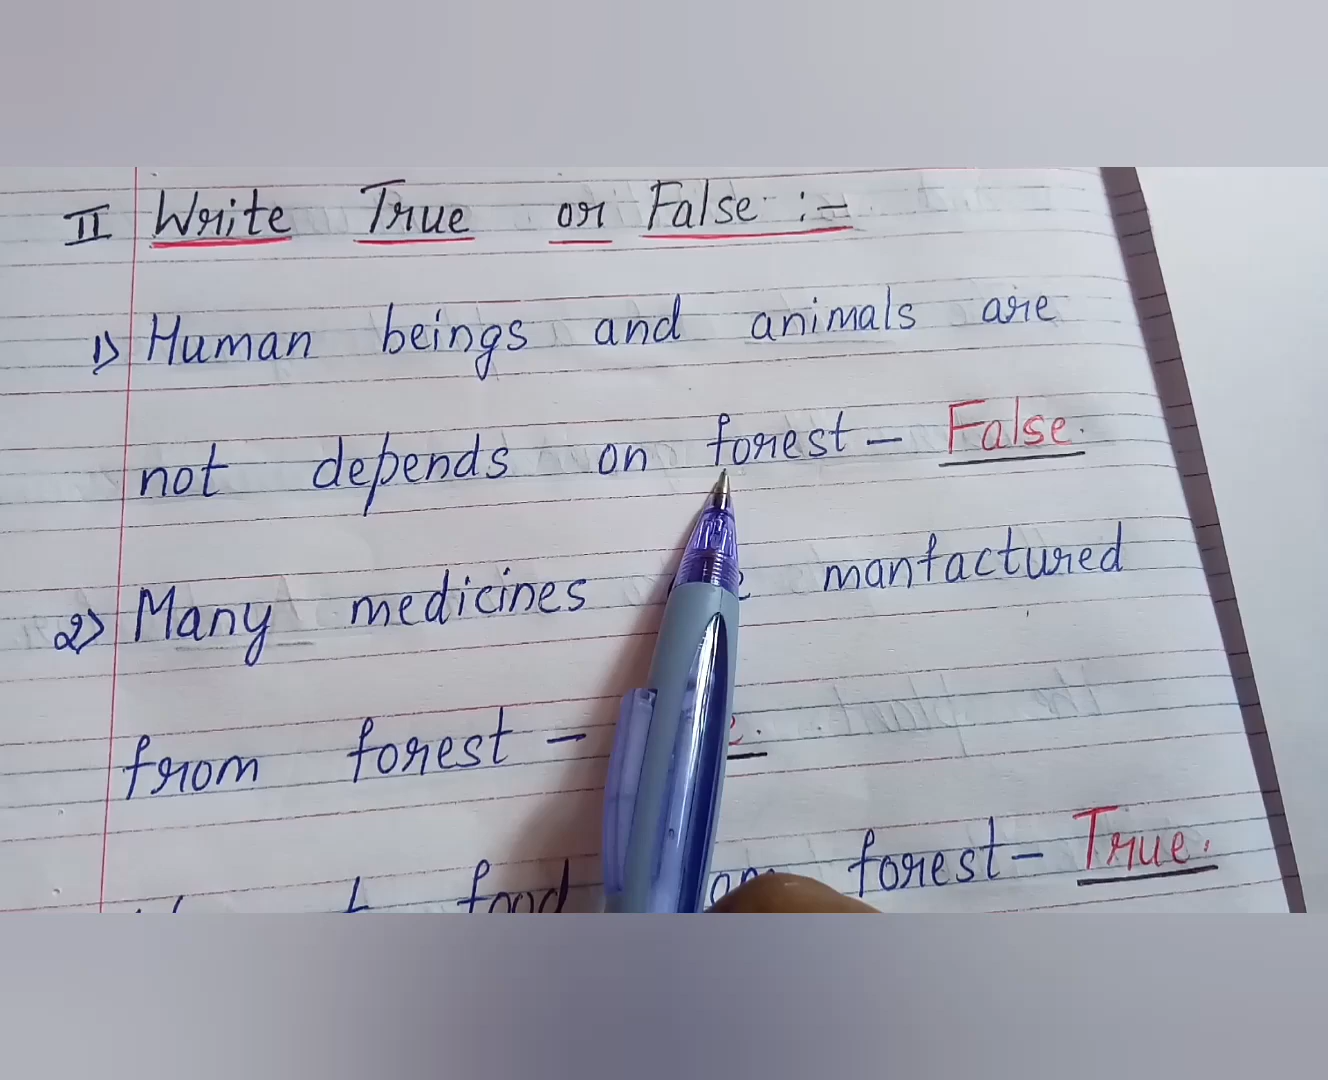 II Write True or False :-
1) Human beings and animals are
not depends on forest - False.
2) Many medicines manfactured
from forest -
food forest - True.